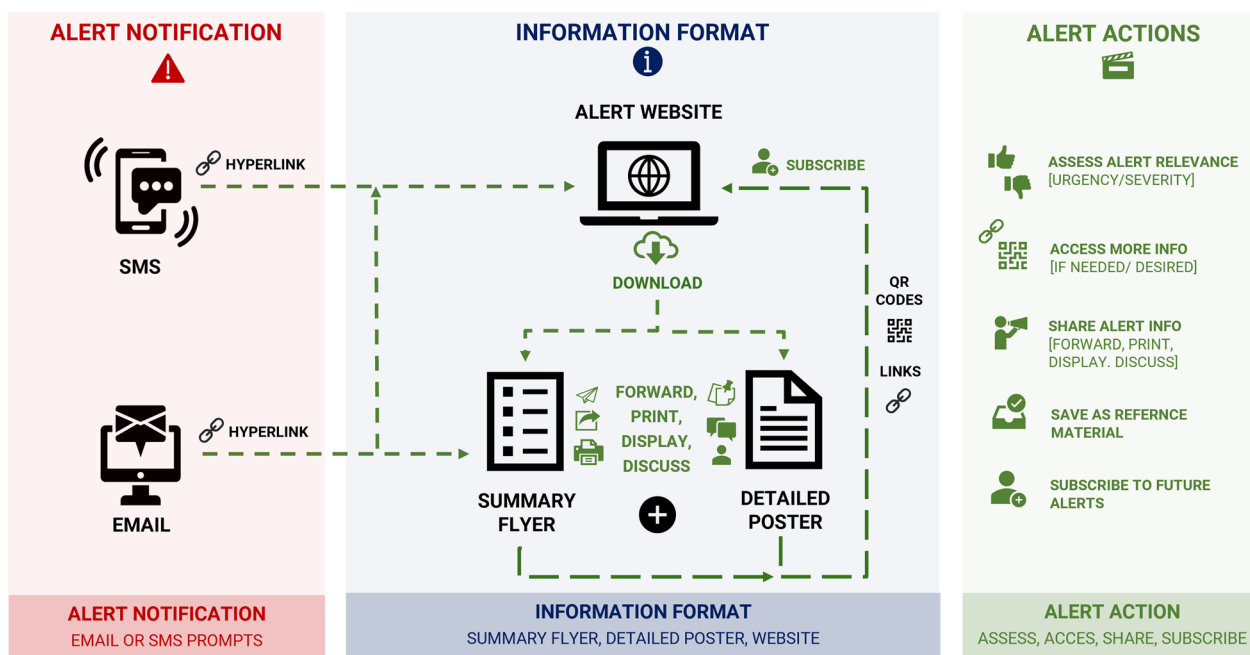 ALERT NOTIFICATION
HYPERLINK
SMS
HYPERLINK
EMAIL
ALERT NOTIFICATION
EMAIL OR SMS PROMPTS
INFORMATION FORMAT
ALERT WEBSITE
SUBSCRIBE
DOWNLOAD
QR
CODES
LINKS
FORWARD,
PRINT,
DISPLAY,
DISCUSS
SUMMARY
FLYER
DETAILED
POSTER
INFORMATION FORMAT
SUMMARY FLYER, DETAILED POSTER, WEBSITE
ALERT ACTIONS
ASSESS ALERT RELEVANCE
[URGENCY/SEVERITY]
ACCESS MORE INFO
[IF NEEDED/ DESIRED]
SHARE ALERT INFO
[FORWARD, PRINT,
DISPLAY. DISCUSS]
SAVE AS REFERNCE
MATERIAL
SUBSCRIBE TO FUTURE
ALERTS
ALERT ACTION
ASSESS, ACCES, SHARE, SUBSCRIBE